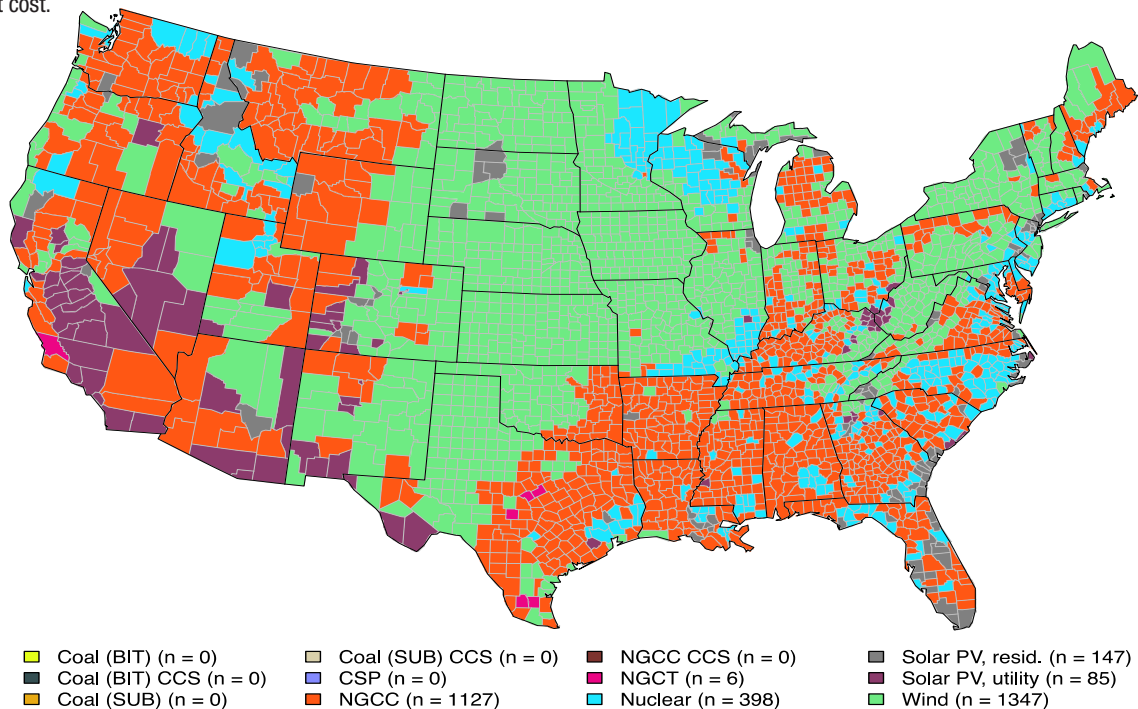 t cost.
Coal (BIT) (n = 0) Coal (SUB) CCS (n = 0) NGCC CCS (n = 0) Solar PV, resid. (n = 147)
Coal (BIT) CCS (n = 0) CSP (n = 0) NGCT (n = 6) Solar PV, utility (n = 85)
Coal (SUB) (n = 0) NGCC (n = 1127) Nuclear (n = 398) Wind (n = 1347)